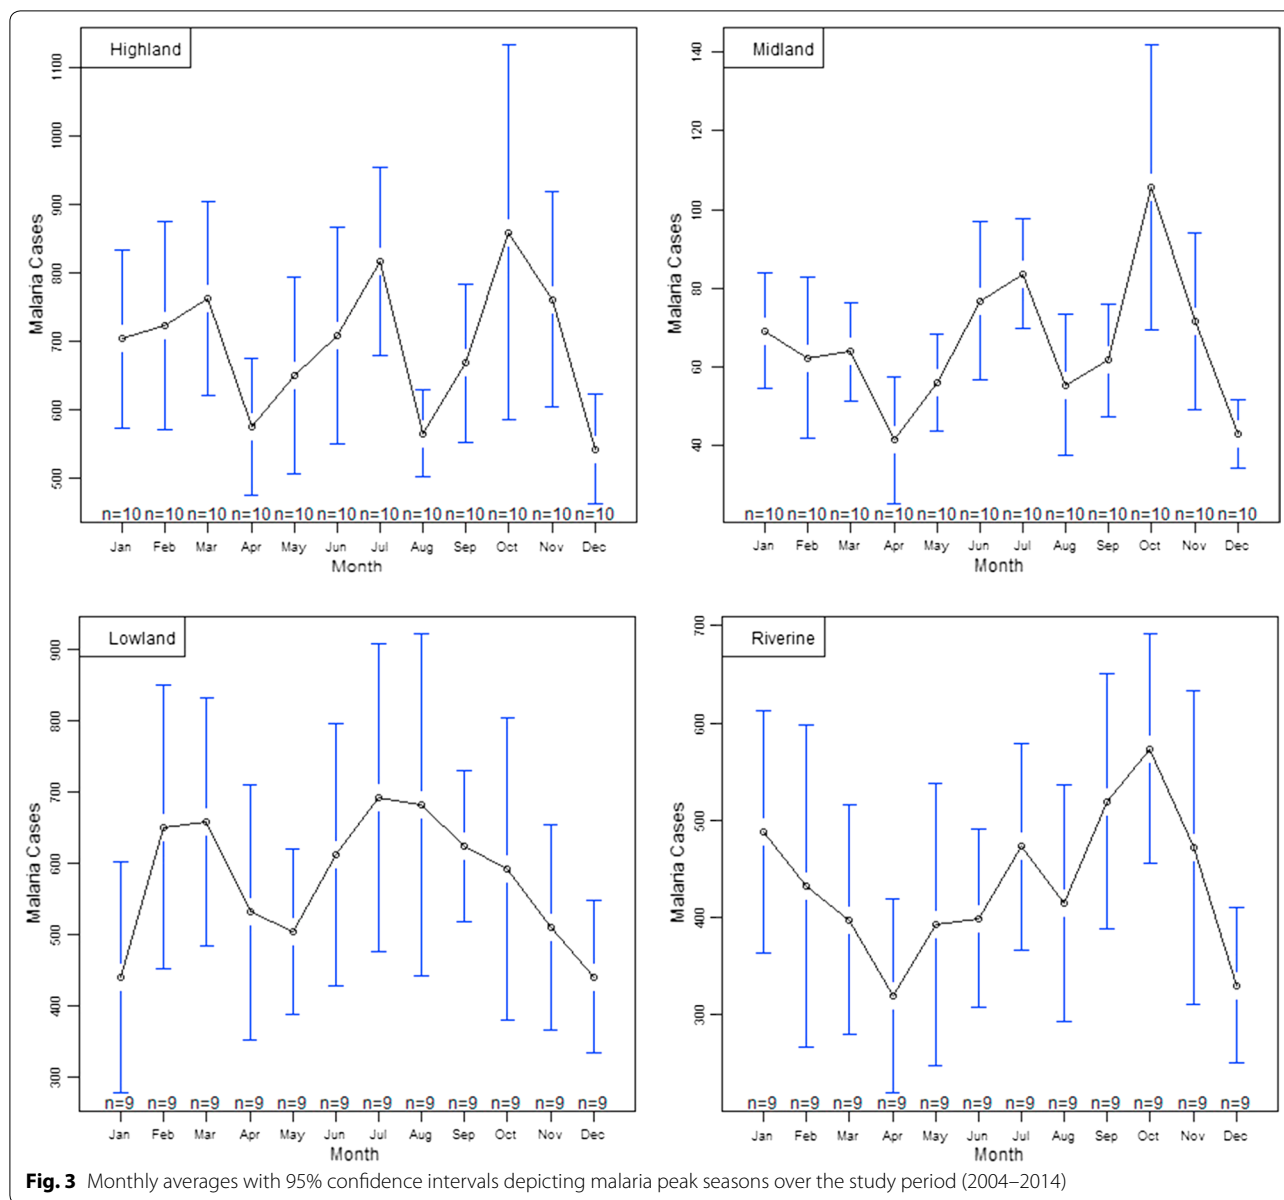 Highland
Malaria Cases
1100
1000
900
800
700
600
500
n=10 n=10 n=10 n=10 n=10 n=10 n=10 n=10 n=10 n=10 n=10 n=10
Jan Feb Mar Apr May Jun Jul Aug Sep Oct Nov Dec
Month
Midland
Malaria Cases
140
120
100
80
60
40
n=10 n=10 n=10 n=10 n=10 n=10 n=10 n=10 n=10 n=10 n=10 n=10
Jan Feb Mar Apr May Jun Jul Aug Sep Oct Nov Dec
Month
Lowland
Malaria Cases
900
800
700
600
500
400
300
n=9 n=9 n=9 n=9 n=9 n=9 n=9 n=9 n=9 n=9 n=9 n=9
Jan Feb Mar Apr May Jun Jul Aug Sep Oct Nov Dec
Month
Riverine
Malaria Cases
700
600
500
400
300
n=9 n=9 n=9 n=9 n=9 n=9 n=9 n=9 n=9 n=9 n=9 n=9
Jan Feb Mar Apr May Jun Jul Aug Sep Oct Nov Dec
Month
Fig. 3 Monthly averages with 95% confidence intervals depicting malaria peak seasons over the study period (2004–2014)